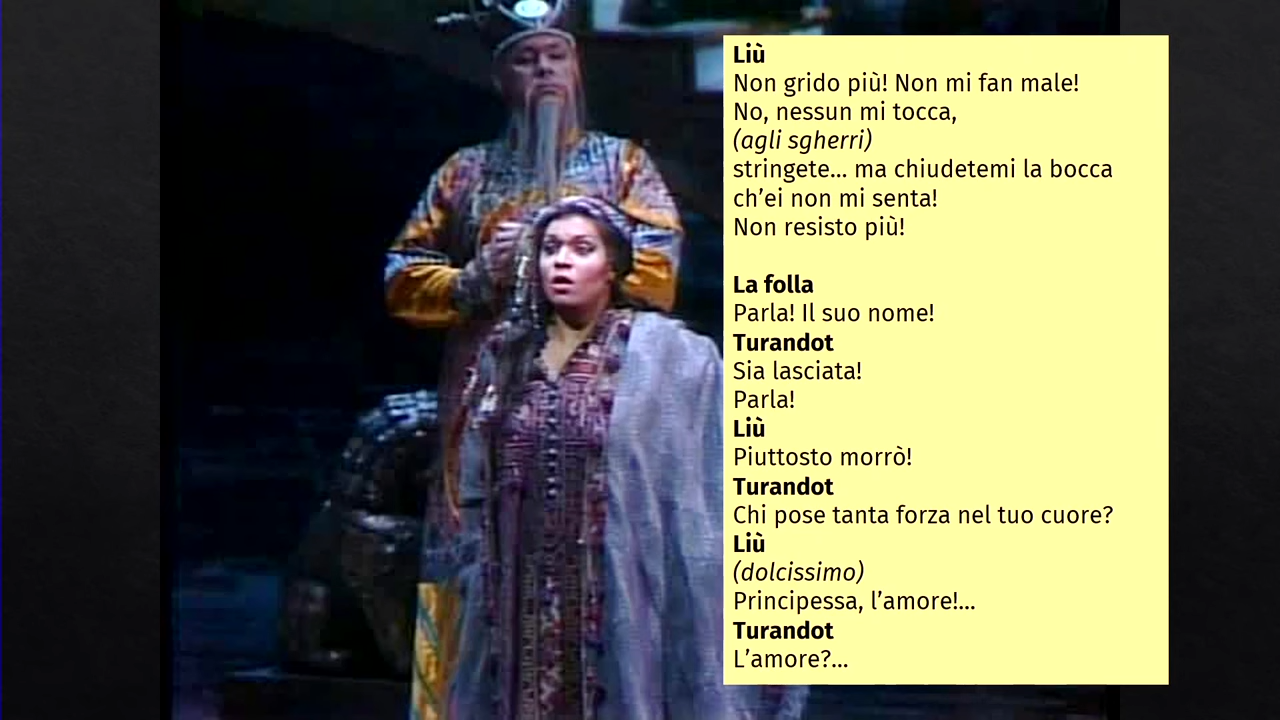 Liù
Non grido più! Non mi fan male!
No, nessun mi tocca,
(agli sgherri)
stringete... ma chiudetemi la bocca
ch’ei non mi senta!
Non resisto più!
La folla
Parla! Il suo nome!
Turandot
Sia lasciata!
Parla!
Liù
Piuttosto morrò!
Turandot
Chi pose tanta forza nel tuo cuore?
Liù
(dolcissimo)
Principessa, l’amore!...
Turandot
L’amore?...